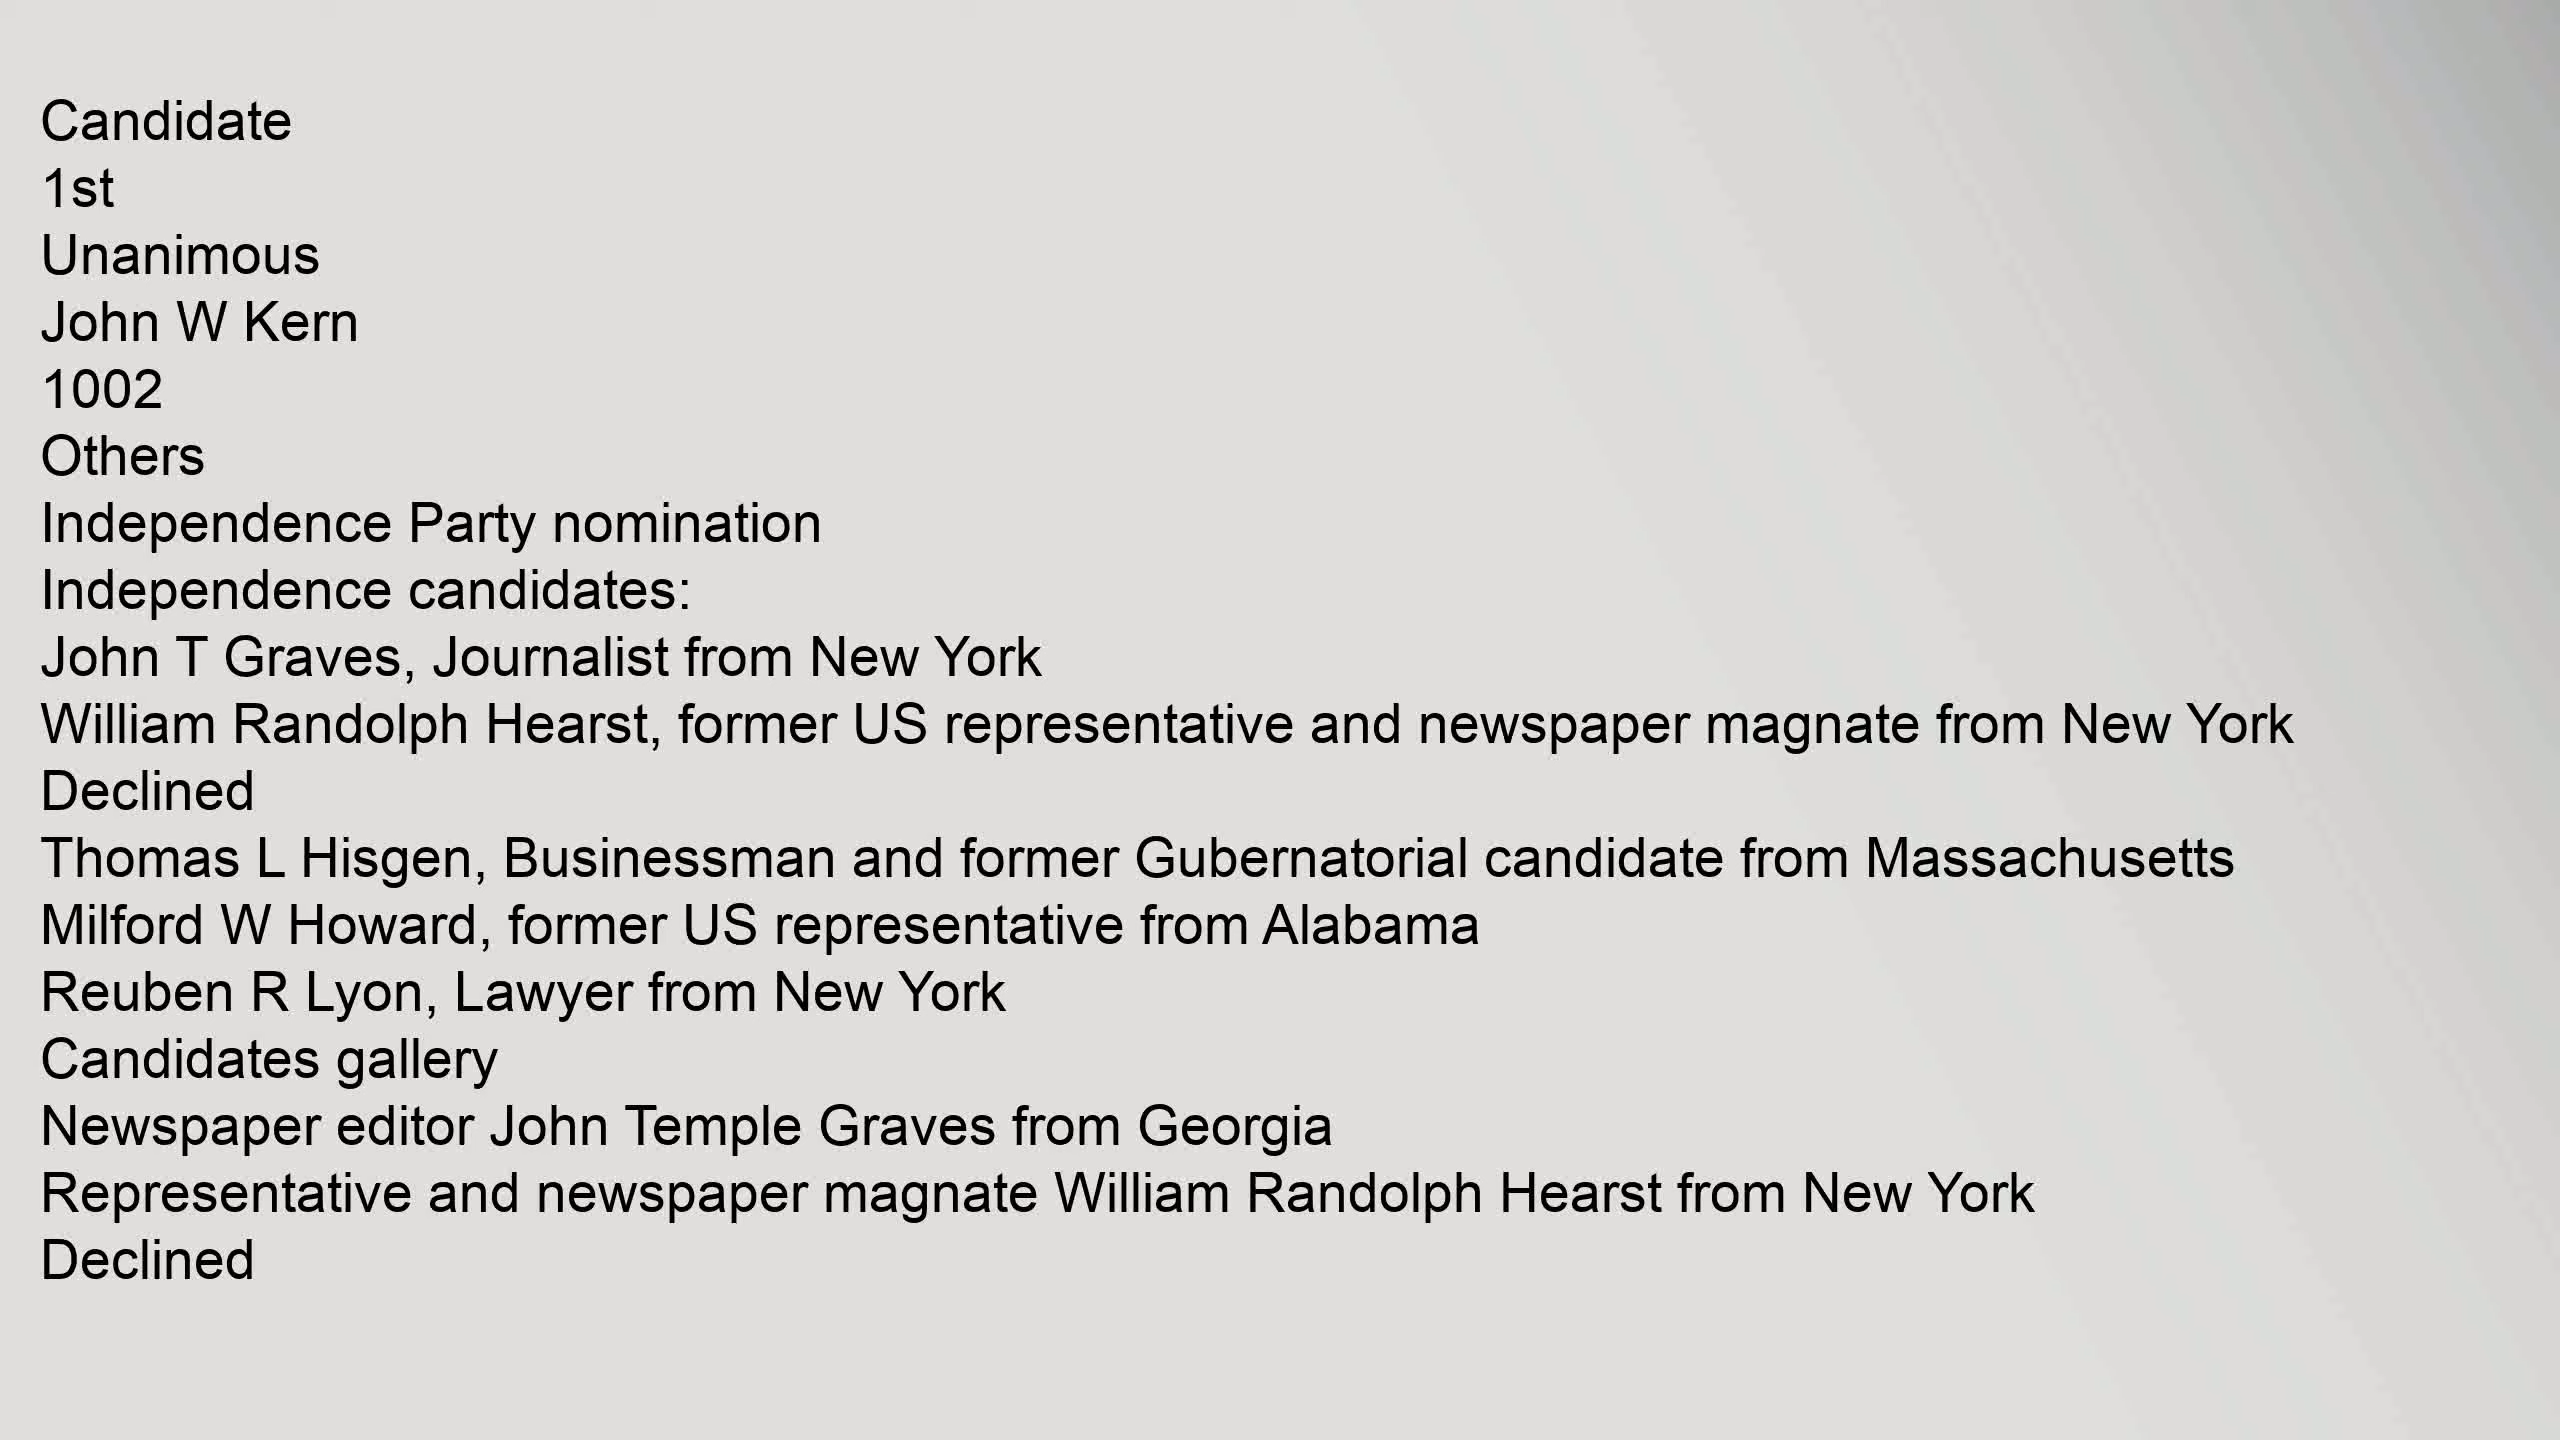 Candidate
1st
Unanimous
John W Kern
1002
Others
Independence Party nomination
Independence candidates:
John T Graves, Journalist from New York
William Randolph Hearst, former US representative and newspaper magnate from New York
Declined
Thomas L Hisgen, Businessman and former Gubernatorial candidate from Massachusetts
Milford W Howard, former US representative from Alabama
Reuben R Lyon, Lawyer from New York
Candidates gallery
Newspaper editor John Temple Graves from Georgia
Representative and newspaper magnate William Randolph Hearst from New York
Declined